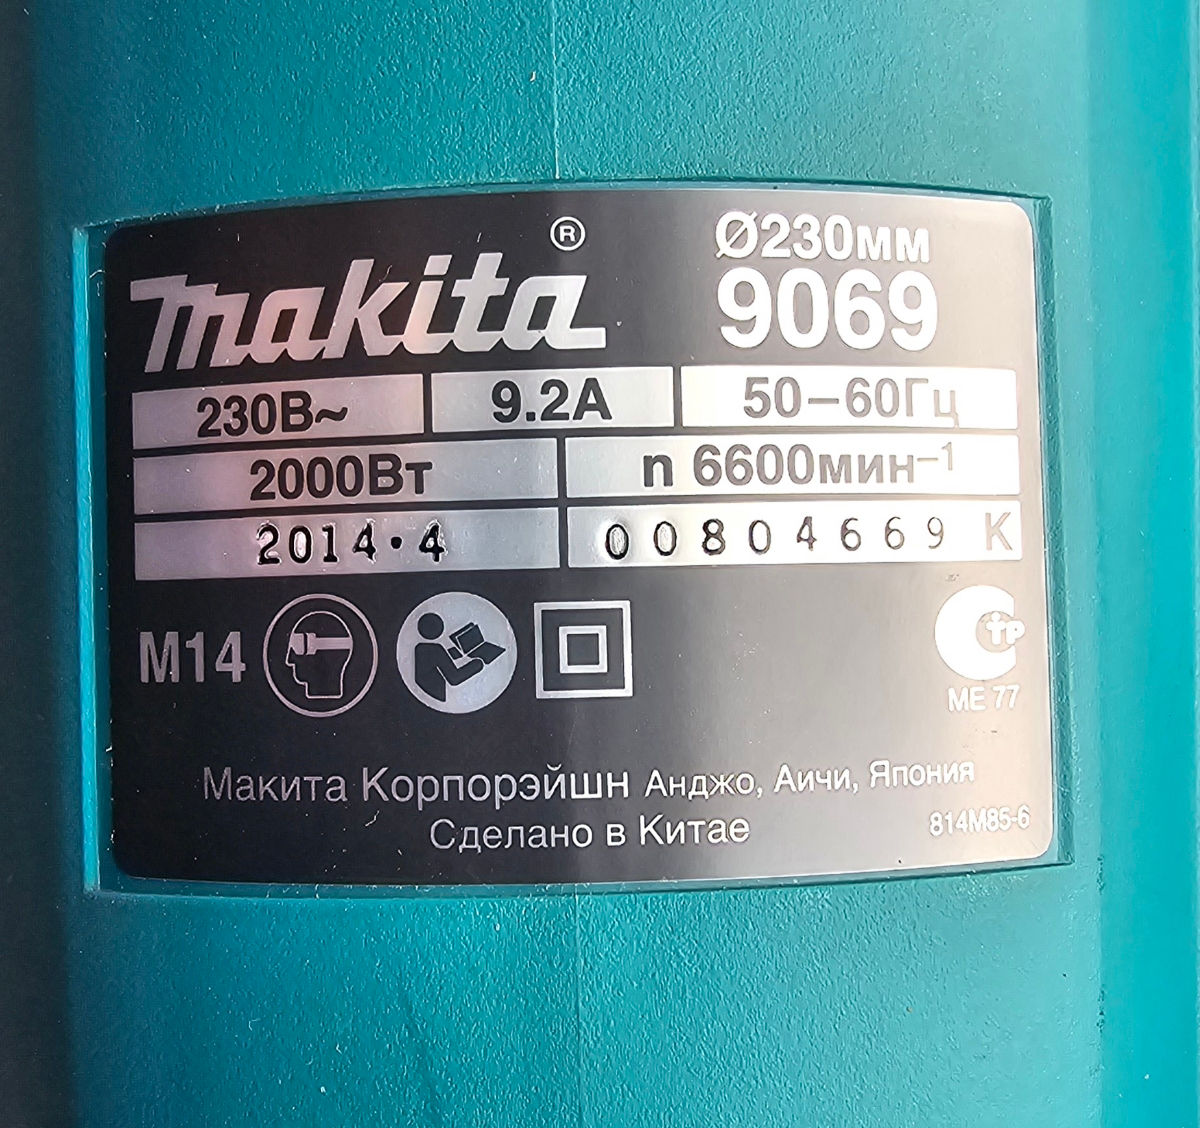 makita®
Ø230мм
9069
230В~ 9.2А 50–60Гц
2000Вт n 6600мин⁻¹
2014·4 00804669 K
M14
ME 77
Макита Корпорэйшн Анджо, Аичи, Япония
Сделано в Китае
814M85-6